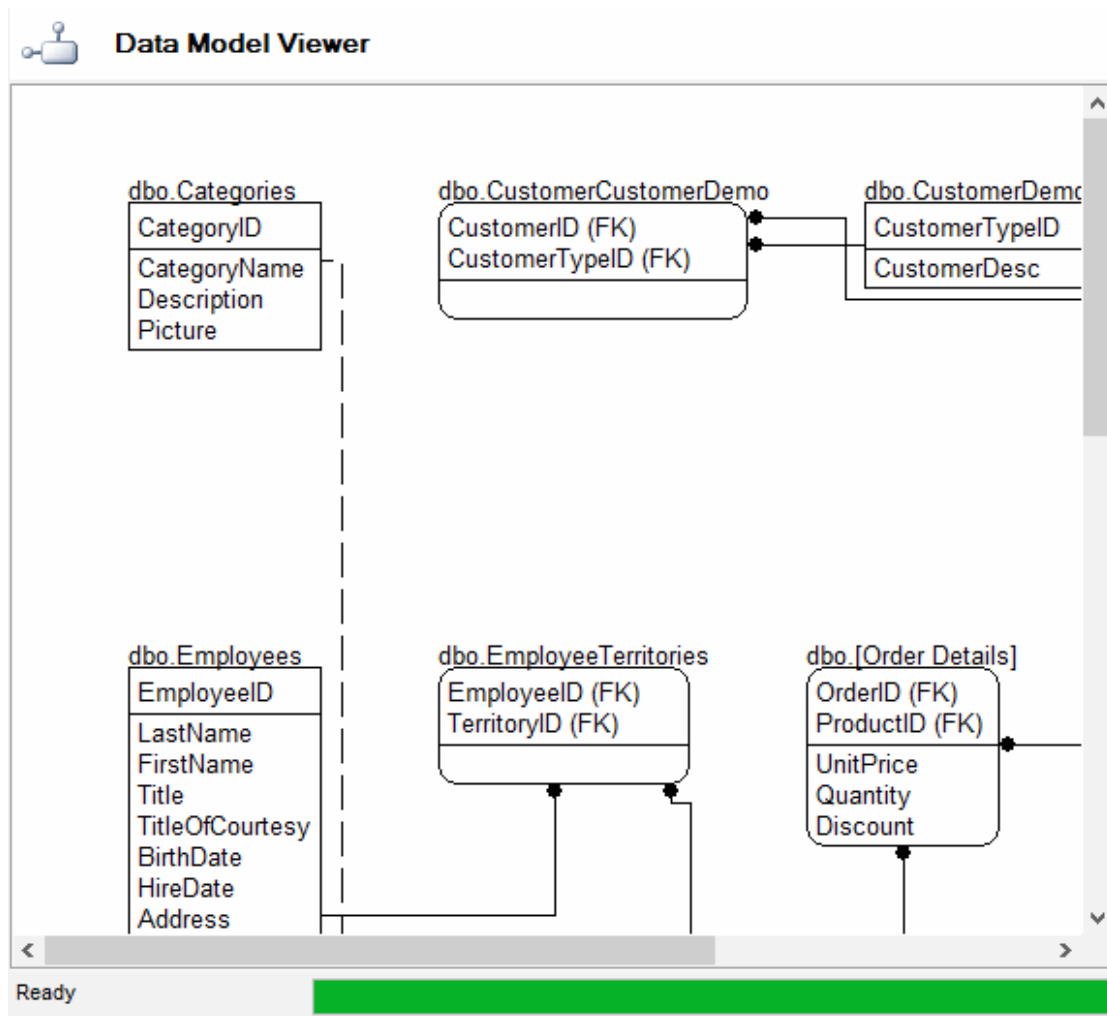 Data Model Viewer
dbo.Categories
CategoryID
CategoryName
Description
Picture
dbo.CustomerCustomerDemo
CustomerID (FK)
CustomerTypeID (FK)
dbo.CustomerDemo
CustomerTypeID
CustomerDesc
dbo.Employees
EmployeeID
LastName
FirstName
Title
TitleOfCourtesy
BirthDate
HireDate
Address
dbo.EmployeeTerritories
EmployeeID (FK)
TerritoryID (FK)
dbo.[Order Details]
OrderID (FK)
ProductID (FK)
UnitPrice
Quantity
Discount
Ready